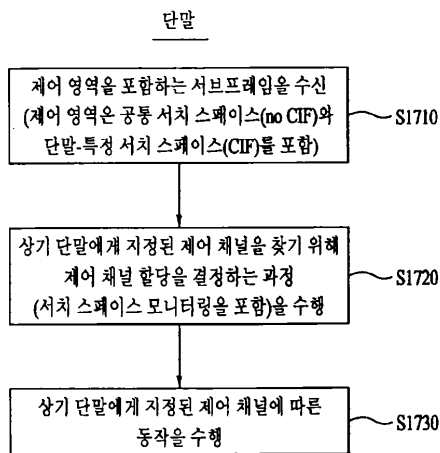 단말
제어 영역을 포함하는 서브프레임을 수신
(제어 영역은 공통 서치 스페이스(no CIF)와
단말-특정 서치 스페이스(CIF)를 포함)
S1710
상기 단말에게 지정된 제어 채널을 찾기 위해
제어 채널 할당을 결정하는 과정
(서치 스페이스 모니터링을 포함)을 수행
S1720
상기 단말에게 지정된 제어 채널에 따른
동작을 수행
S1730